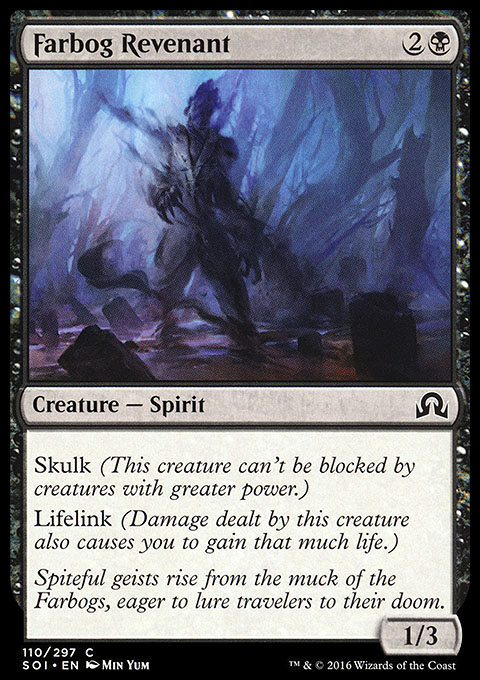 Farbog Revenant 2
Creature — Spirit
Skulk (This creature can't be blocked by
creatures with greater power.)
Lifelink (Damage dealt by this creature
also causes you to gain that much life.)
Spiteful geists rise from the muck of the
Farbogs, eager to lure travelers to their doom.
1/3
110/297 C
SOI • EN Min Yum
™ & © 2016 Wizards of the Coast